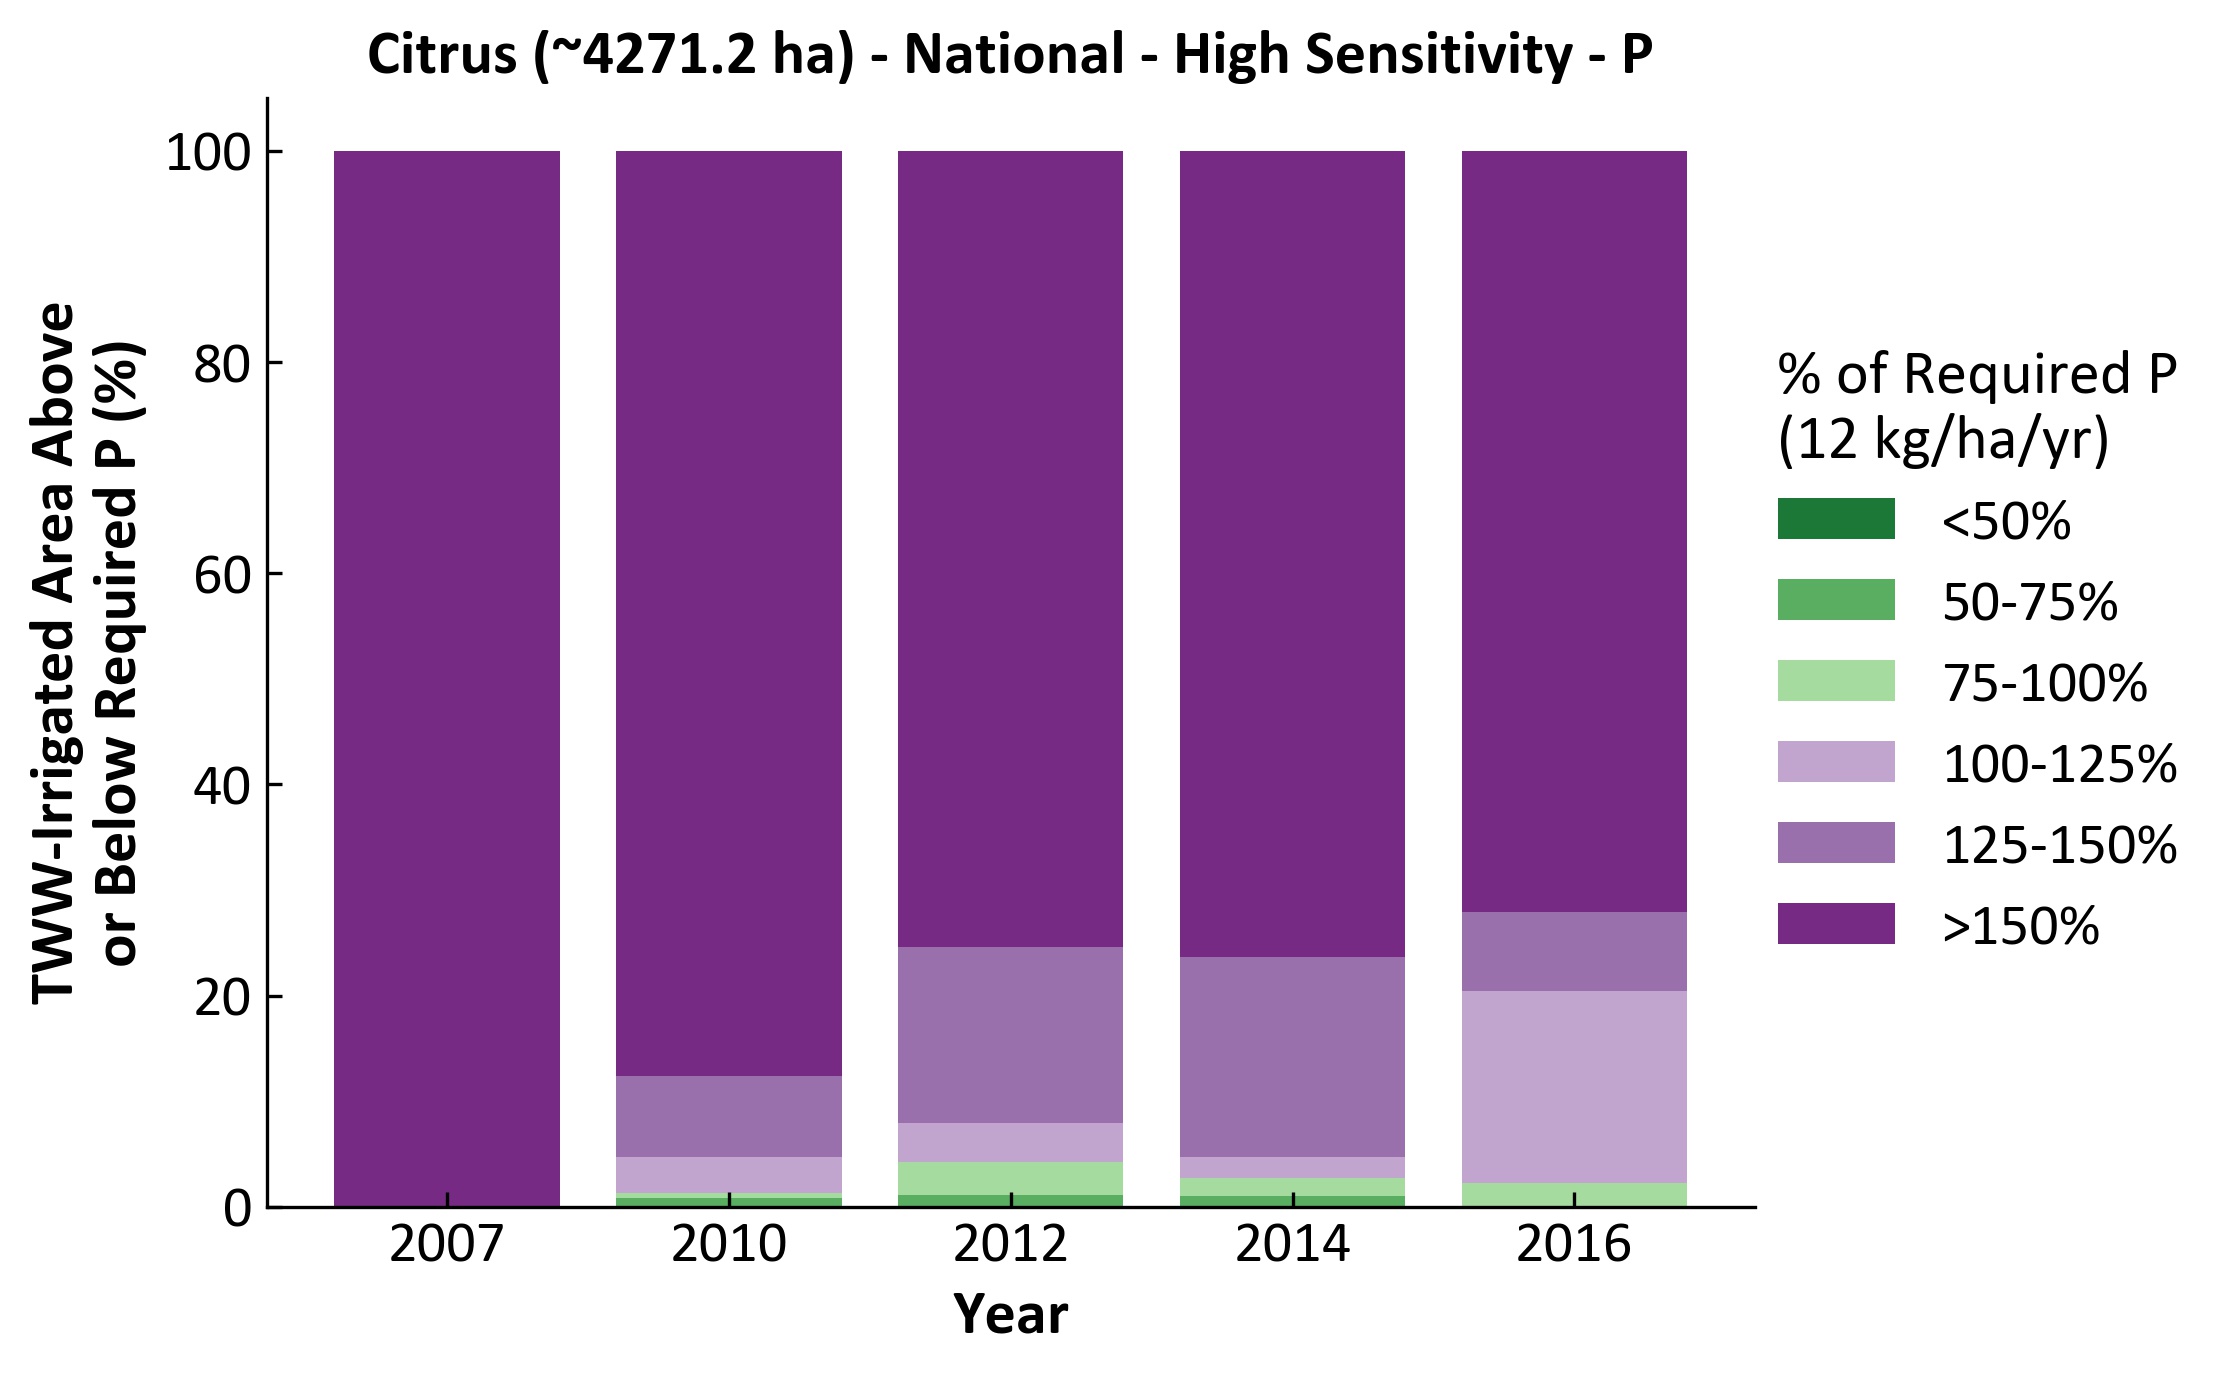 Citrus (~4271.2 ha) - National - High Sensitivity - P
TWW-Irrigated Area Above
or Below Required P (%)
100
80
60
40
20
0
2007
2010
2012
2014
2016
Year
% of Required P
(12 kg/ha/yr)
<50%
50-75%
75-100%
100-125%
125-150%
>150%